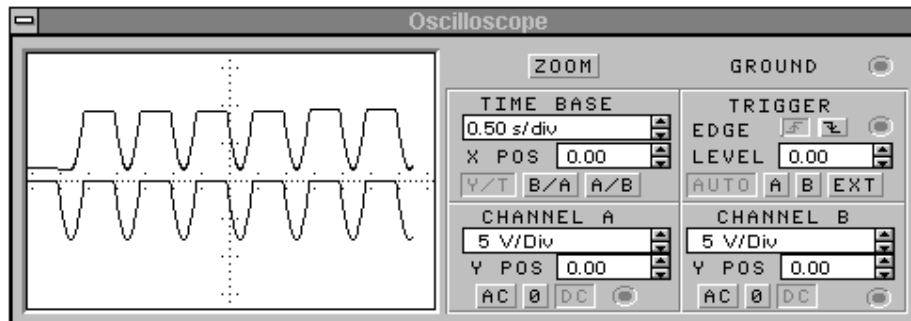 Oscilloscope
ZOOM GROUND
TIME BASE
0.50 s/div
X POS 0.00
Y/T B/A A/B
TRIGGER
EDGE
LEVEL 0.00
AUTO A B EXT
CHANNEL A
5 V/Div
Y POS 0.00
AC 0 DC
CHANNEL B
5 V/Div
Y POS 0.00
AC 0 DC